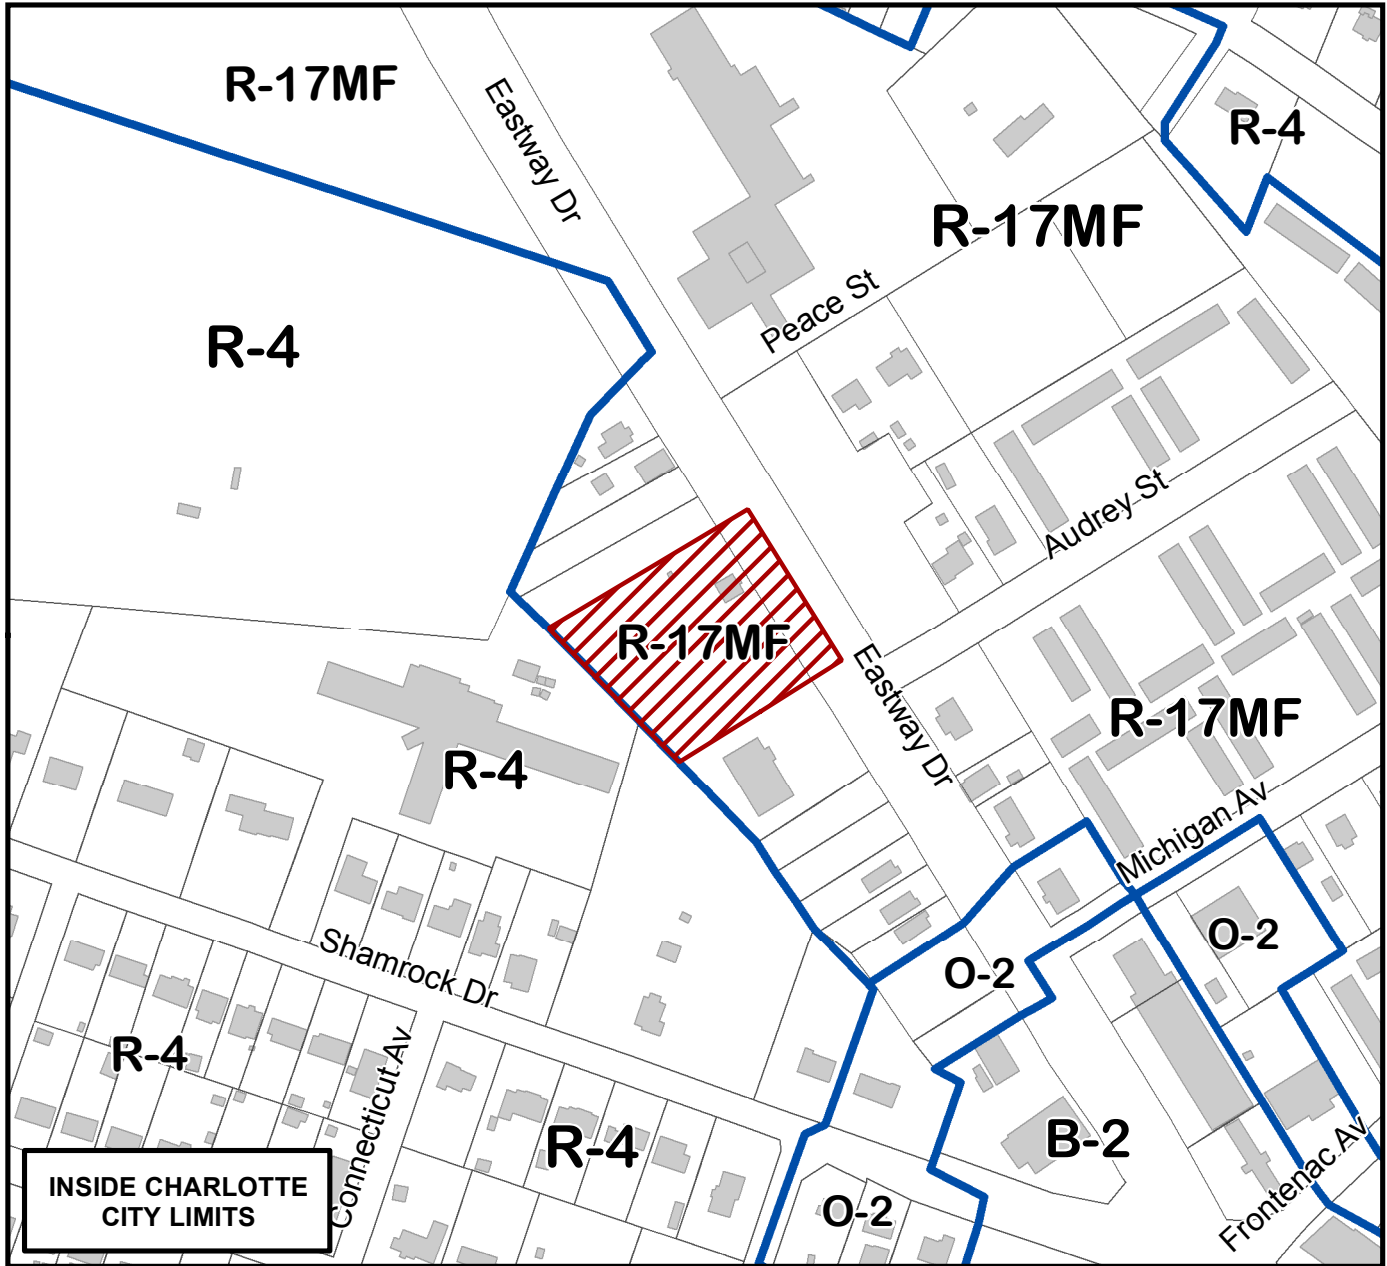 R-17MF
Eastway Dr
R-4
R-17MF
Peace St
R-4
Audrey St
R-17MF
Eastway Dr
R-17MF
R-4
Michigan Av
O-2
O-2
Shamrock Dr
R-4
Connecticut Av
R-4
B-2
Frontenac Av
O-2
INSIDE CHARLOTTE
CITY LIMITS